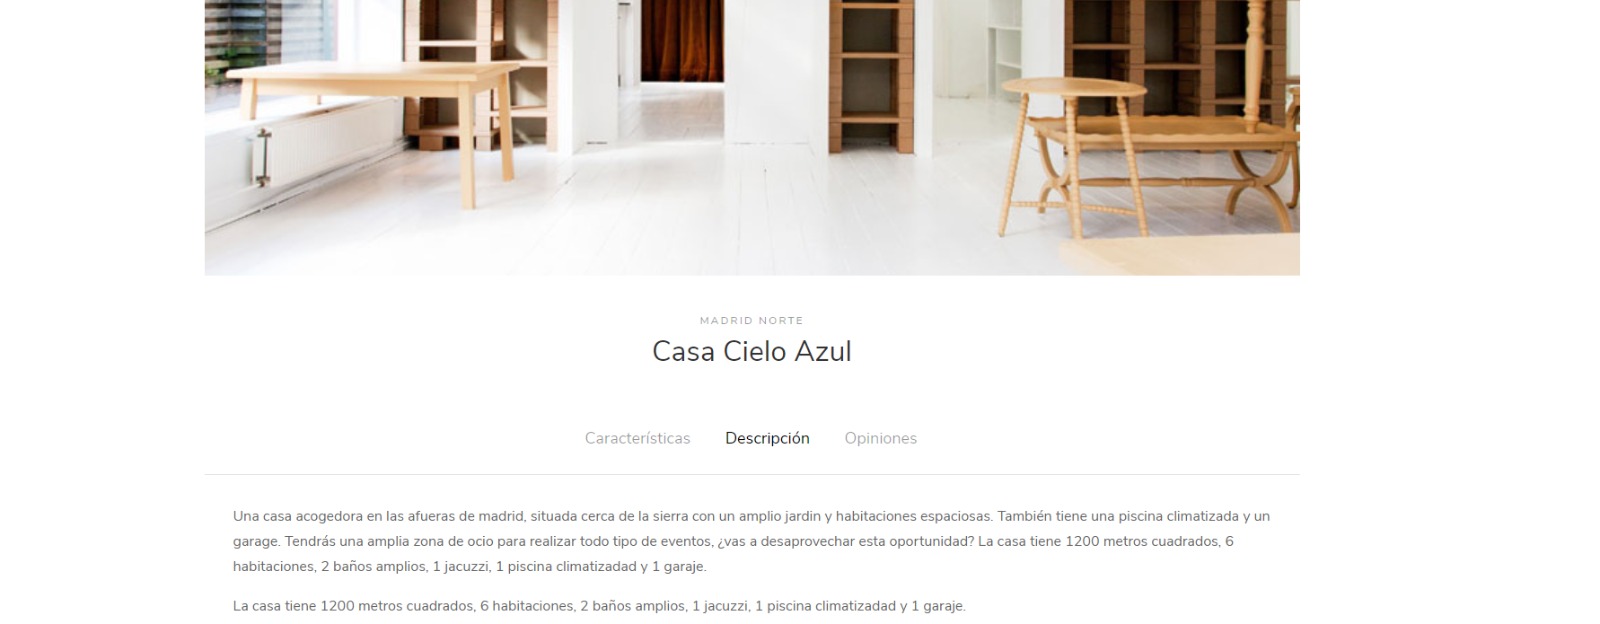 MADRID NORTE
Casa Cielo Azul
Características Descripción Opiniones
Una casa acogedora en las afueras de madrid, situada cerca de la sierra con un amplio jardin y habitaciones espaciosas. También tiene una piscina climatizada y un
garage. Tendrás una amplia zona de ocio para realizar todo tipo de eventos, ¿vas a desaprovechar esta oportunidad? La casa tiene 1200 metros cuadrados, 6
habitaciones, 2 baños amplios, 1 jacuzzi, 1 piscina climatizadad y 1 garaje.
La casa tiene 1200 metros cuadrados, 6 habitaciones, 2 baños amplios, 1 jacuzzi, 1 piscina climatizadad y 1 garaje.